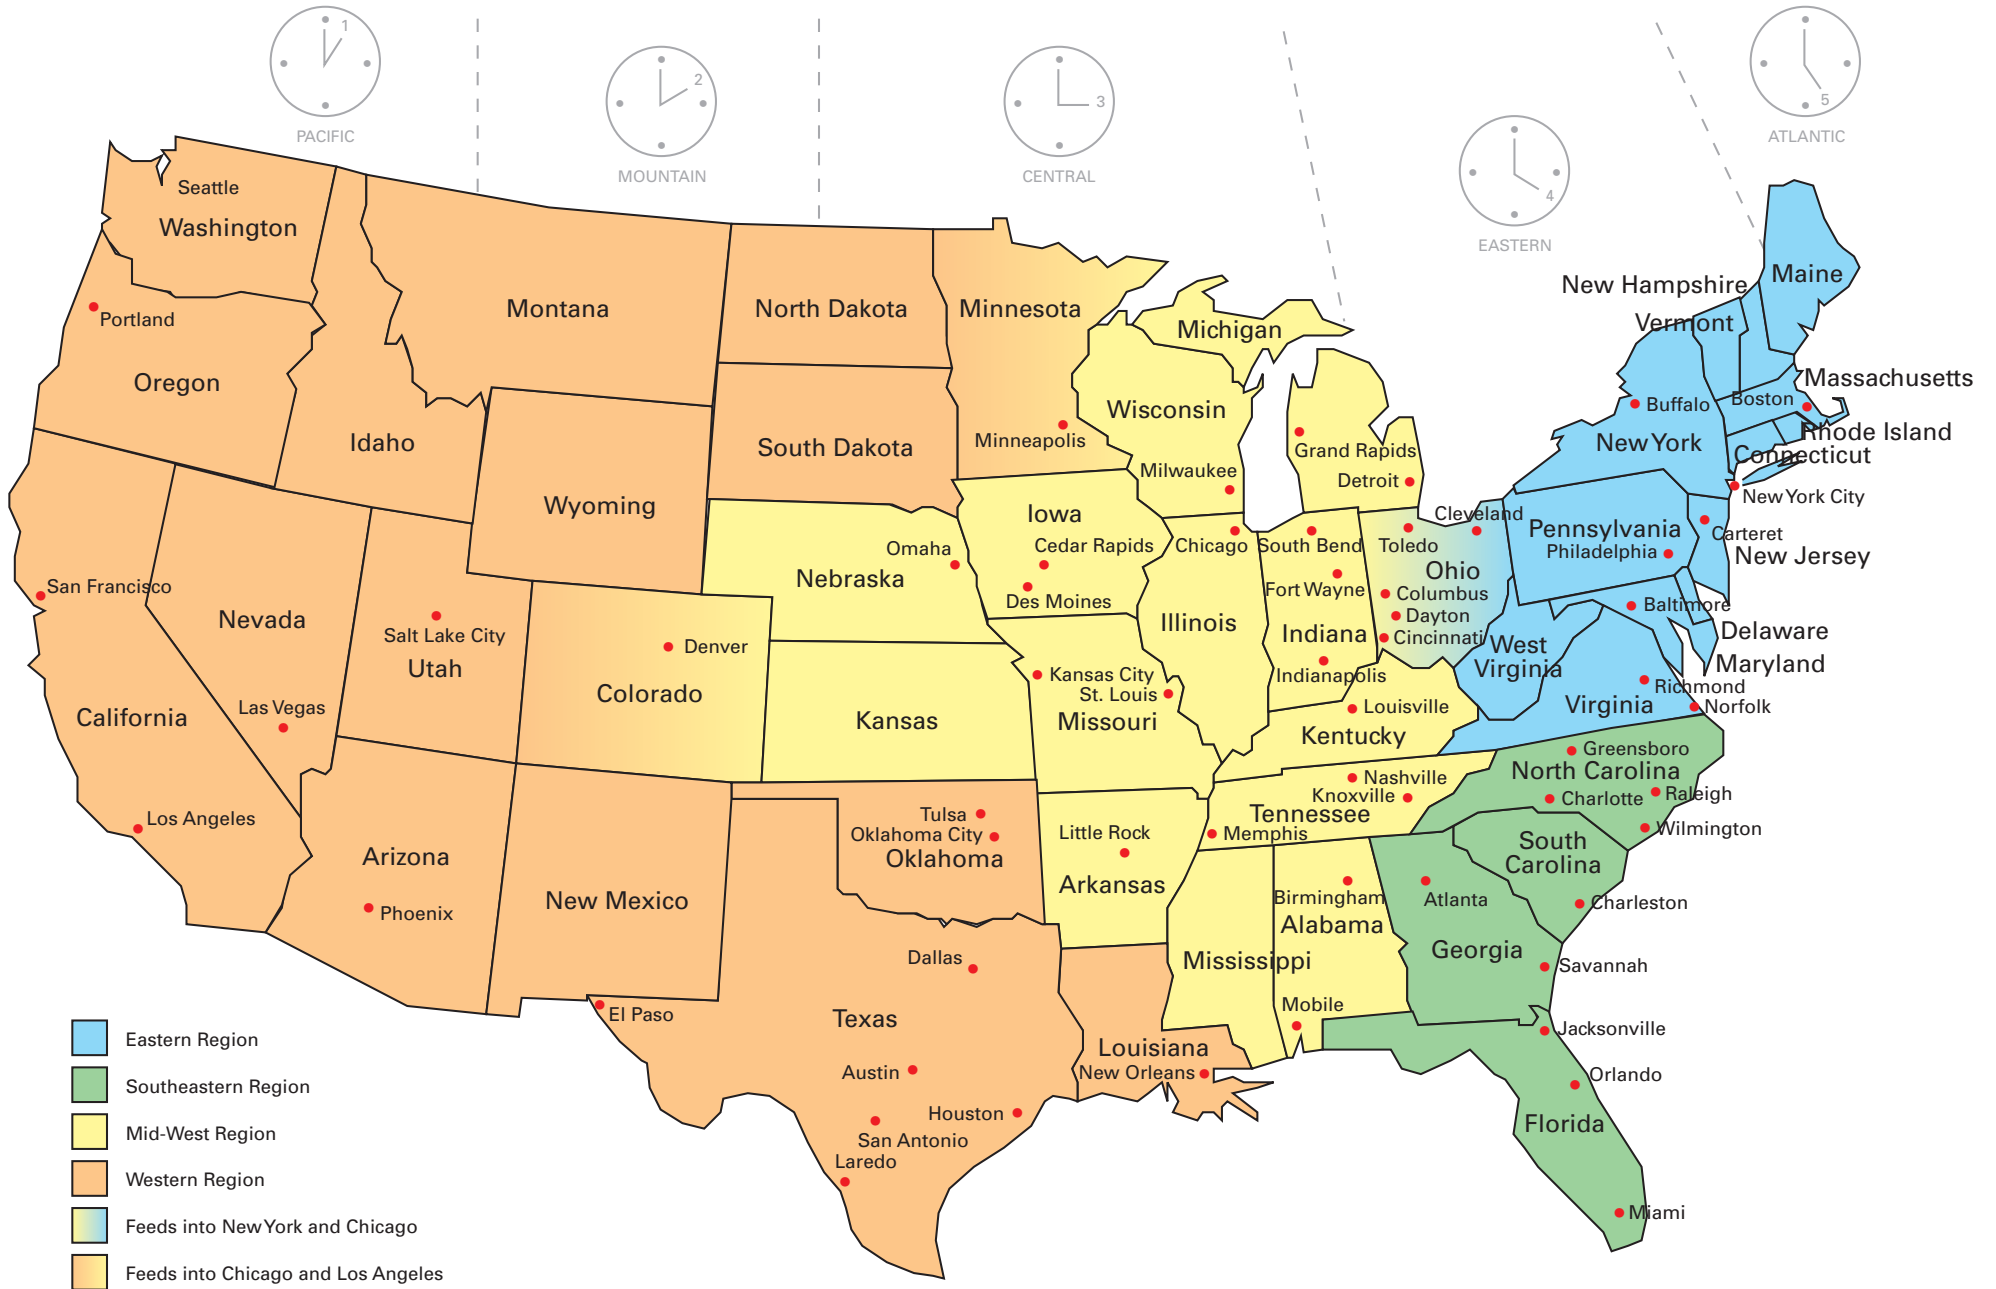 1
PACIFIC
2
MOUNTAIN
3
CENTRAL
4
EASTERN
5
ATLANTIC
Seattle
Washington
Portland
Oregon
Idaho
Montana
North Dakota
Minnesota
Minneapolis
South Dakota
Wyoming
Michigan
Wisconsin
Milwaukee
Grand Rapids
Detroit
New Hampshire
Maine
Vermont
Massachusetts
Boston
Buffalo
Rhode Island
New York
Connecticut
New York City
Pennsylvania
Philadelphia
Carteret
New Jersey
Baltimore
Delaware
Maryland
West
Virginia
Richmond
Virginia
Norfolk
Cleveland
Toledo
Ohio
Columbus
Dayton
Cincinnati
South Bend
Fort Wayne
Indiana
Indianapolis
Chicago
Illinois
Iowa
Cedar Rapids
Des Moines
Omaha
Nebraska
San Francisco
Nevada
Salt Lake City
Utah
Denver
Colorado
Las Vegas
California
Los Angeles
Kansas
Kansas City
St. Louis
Missouri
Louisville
Kentucky
Nashville
Knoxville
Tennessee
Memphis
Greensboro
North Carolina
Charlotte
Raleigh
Wilmington
South
Carolina
Charleston
Arizona
Phoenix
New Mexico
Tulsa
Oklahoma City
Oklahoma
Little Rock
Arkansas
Birmingham
Alabama
Mississippi
Mobile
Atlanta
Georgia
Savannah
Jacksonville
Orlando
Florida
Miami
Dallas
El Paso
Texas
Austin
Houston
San Antonio
Laredo
Louisiana
New Orleans
Eastern Region
Southeastern Region
Mid-West Region
Western Region
Feeds into New York and Chicago
Feeds into Chicago and Los Angeles